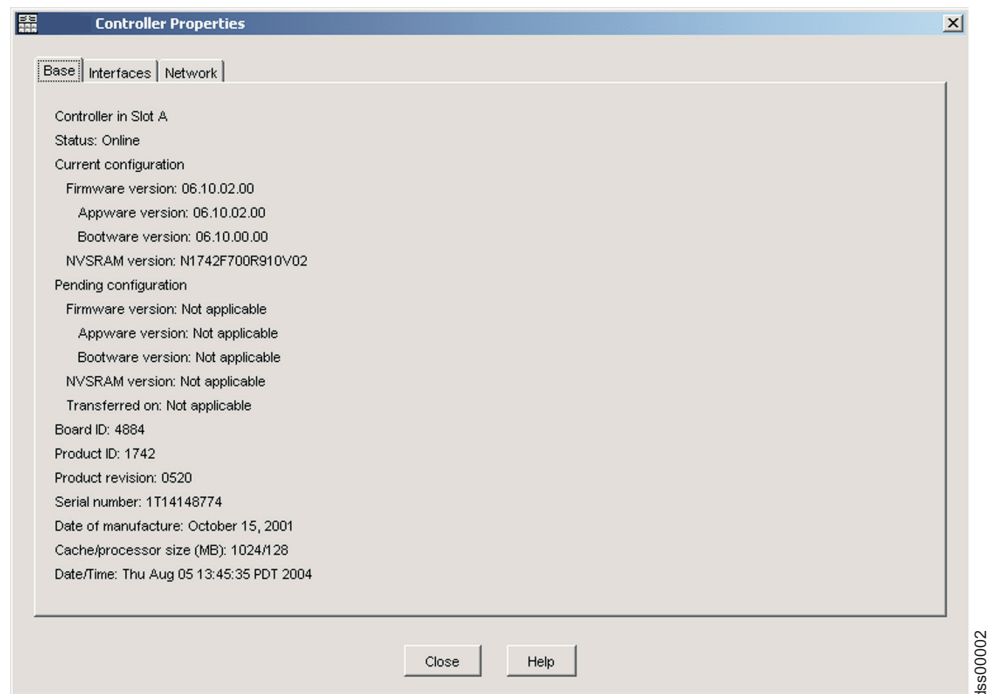 Controller Properties
Base Interfaces Network
Controller in Slot A
Status: Online
Current configuration
Firmware version: 06.10.02.00
Appware version: 06.10.02.00
Bootware version: 06.10.00.00
NVSRAM version: N1742F700R910V02
Pending configuration
Firmware version: Not applicable
Appware version: Not applicable
Bootware version: Not applicable
NVSRAM version: Not applicable
Transferred on: Not applicable
Board ID: 4884
Product ID: 1742
Product revision: 0520
Serial number: 1T14148774
Date of manufacture: October 15, 2001
Cache/processor size (MB): 1024/128
Date/Time: Thu Aug 05 13:45:35 PDT 2004
Close Help
dss00002